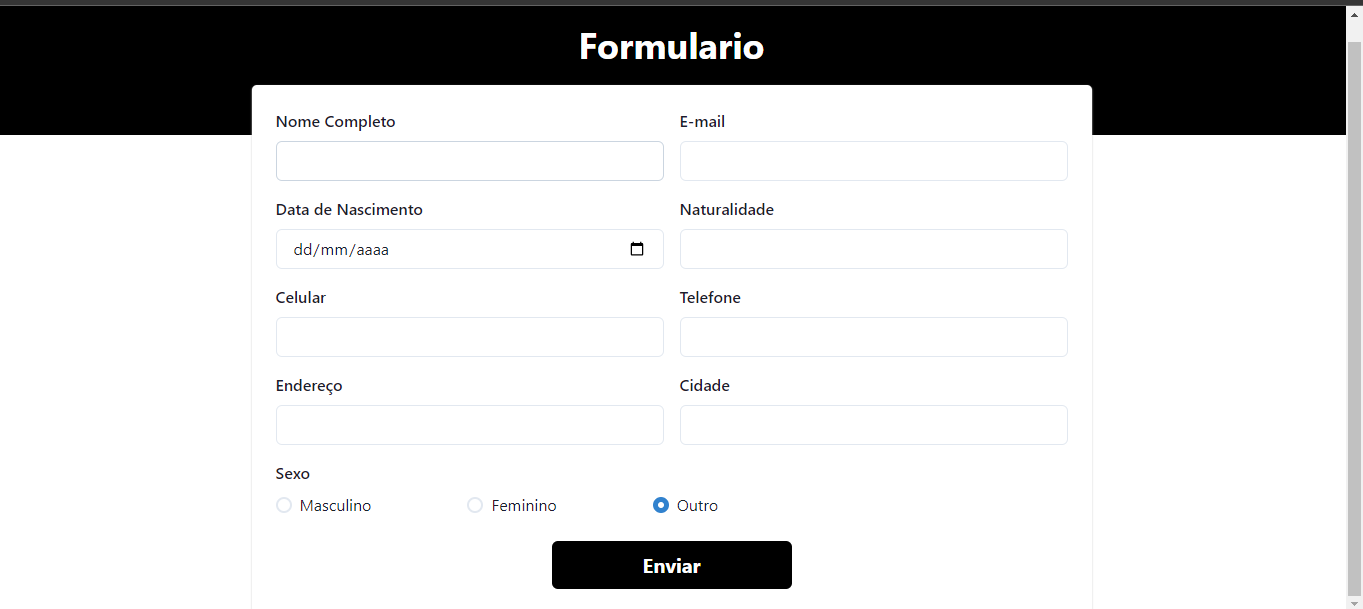 Formulario
Nome Completo
E-mail
Data de Nascimento
Naturalidade
dd/mm/aaaa
Celular
Telefone
Endereço
Cidade
Sexo
Masculino
Feminino
Outro
Enviar